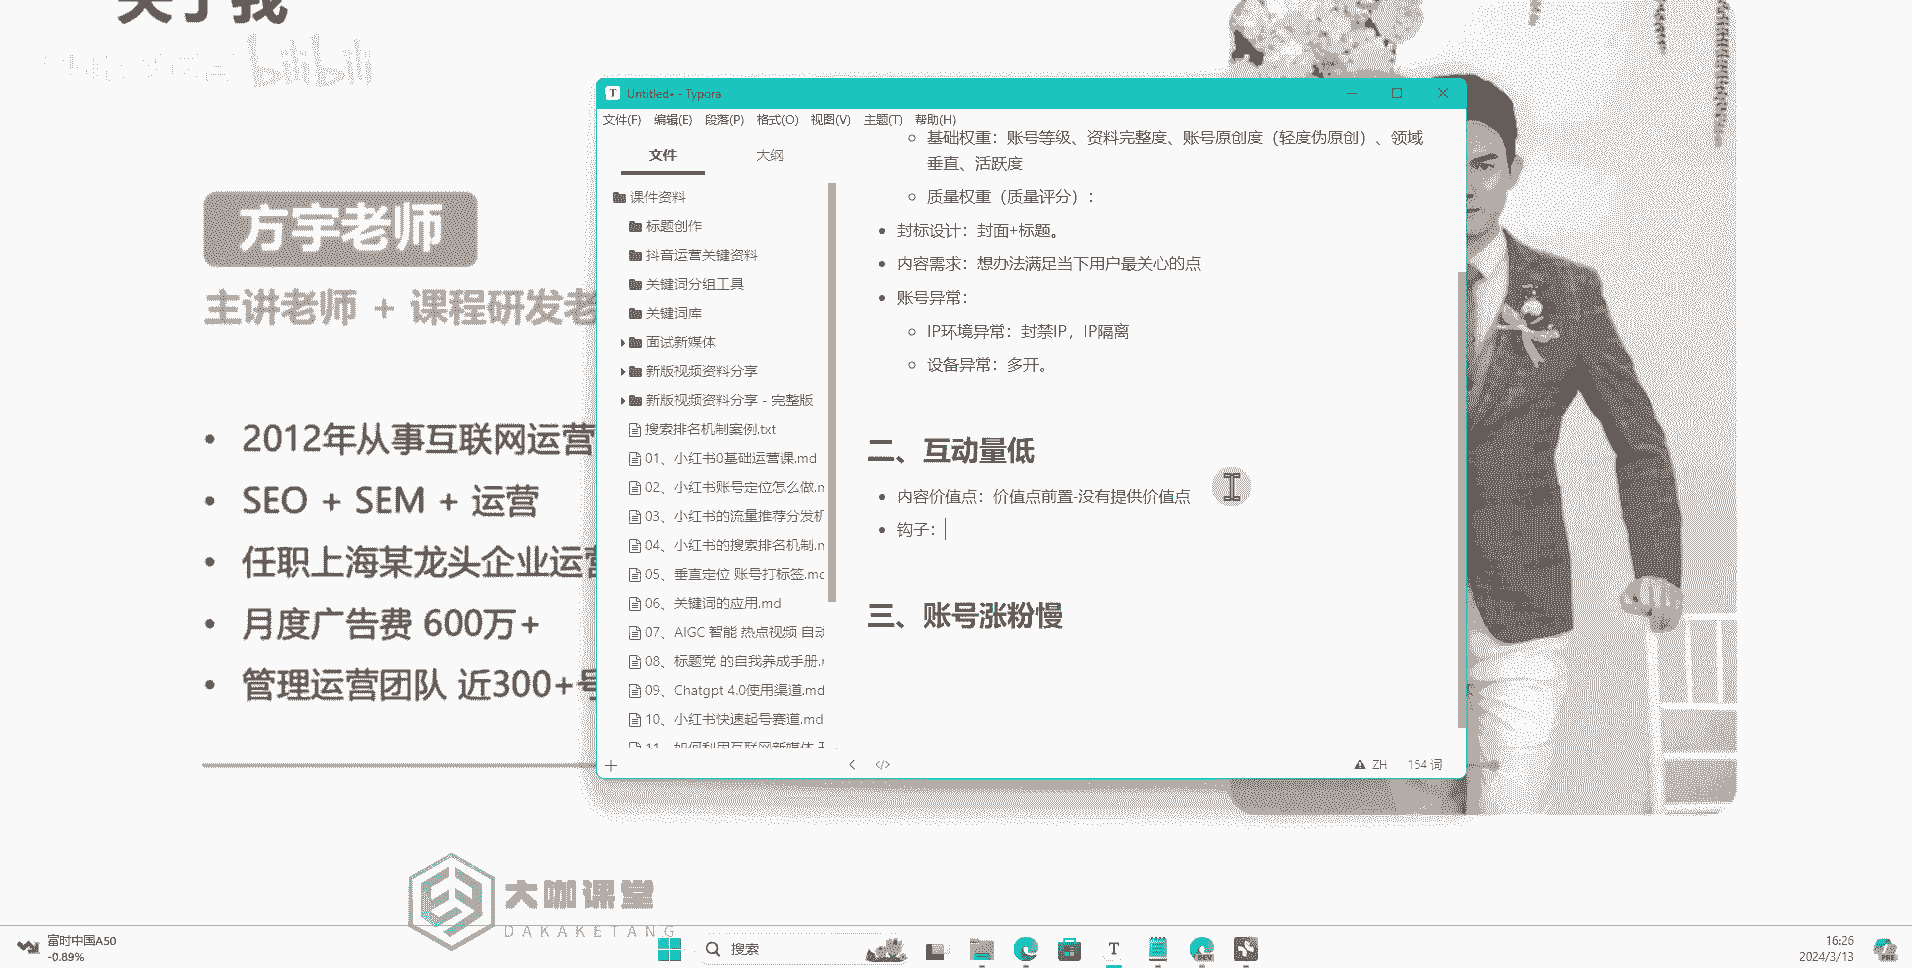 关于我
bilibili
方宇老师
主讲老师 + 课程研发老
• 2012年从事互联网运营
• SEO + SEM + 运营
• 任职上海某龙头企业运营
• 月度广告费 600万+
• 管理运营团队 近300+号
T Untitled• - Typora
文件(F) 编辑(E) 段落(P) 格式(O) 视图(V) 主题(T) 帮助(H)
文件 大纲
课件资料
标题创作
抖音运营关键资料
关键词分组工具
关键词库
面试新媒体
新版视频资料分享
新版视频资料分享 - 完整版
搜索排名机制案例.txt
01、小红书0基础运营课.md
02、小红书账号定位怎么做.m
03、小红书的流量推荐分发机
04、小红书的搜索排名机制.m
05、垂直定位 账号打标签.md
06、关键词的应用.md
07、AIGC 智能 热点视频 自动
08、标题党 的自我养成手册.m
09、Chatgpt 4.0使用渠道.md
10、小红书快速起号赛道.md
11、如何利用互联网新媒体
基础权重：账号等级、资料完整度、账号原创度（轻度伪原创）、领域
垂直、活跃度
质量权重（质量评分）：
• 封标设计：封面+标题。
• 内容需求：想办法满足当下用户最关心的点
• 账号异常：
IP环境异常：封禁IP，IP隔离
设备异常：多开。
二、互动量低
• 内容价值点：价值点前置-没有提供价值点
• 钩子：
三、账号涨粉慢
ZH 154 词
大咖课堂
DAKAKETANG
富时中国A50
-0.89%
搜索
T
DEV
16:26
2024/3/13
PRE